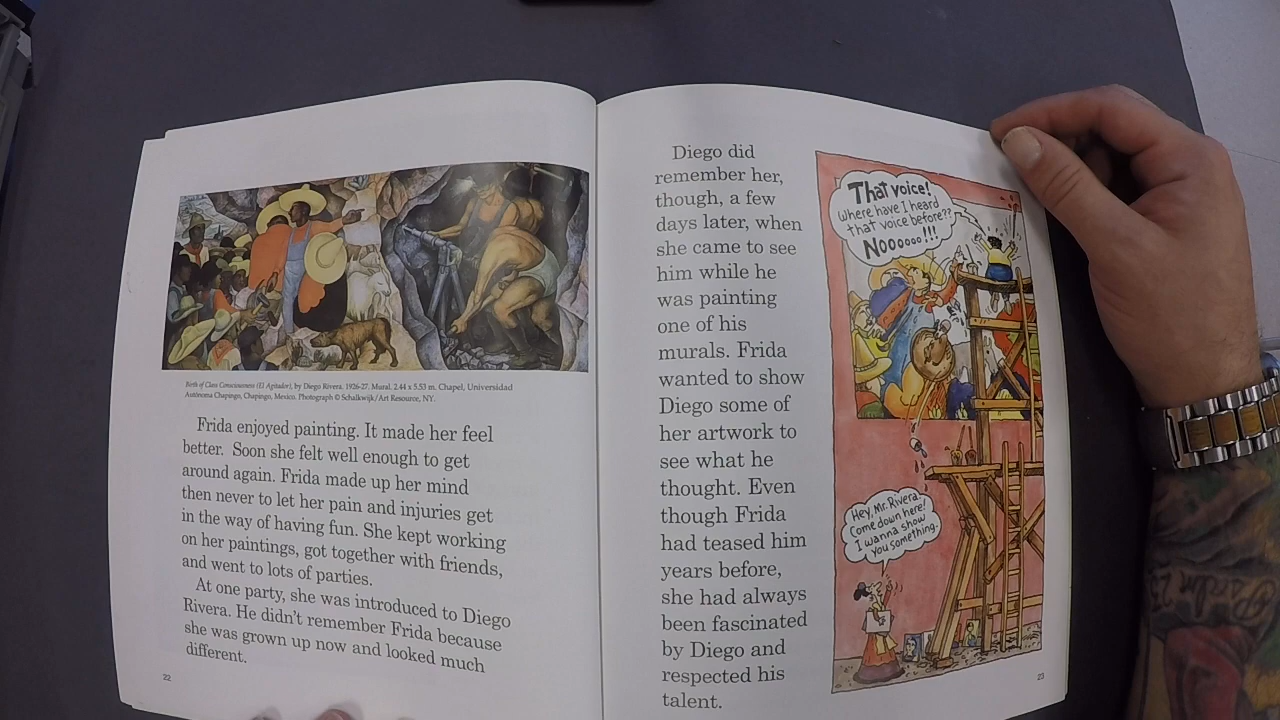 Birth of Class Consciousness (El Agitador), by Diego Rivera. 1926-27. Mural. 2.44 x 5.53 m. Chapel, Universidad
Autónoma Chapingo, Chapingo, Mexico. Photograph © Schalkwijk/Art Resource, NY.
Frida enjoyed painting. It made her feel
better. Soon she felt well enough to get
around again. Frida made up her mind
then never to let her pain and injuries get
in the way of having fun. She kept working
on her paintings, got together with friends,
and went to lots of parties.
At one party, she was introduced to Diego
Rivera. He didn't remember Frida because
she was grown up now and looked much
different.
22
Diego did
remember her,
though, a few
days later, when
she came to see
him while he
was painting
one of his
murals. Frida
wanted to show
Diego some of
her artwork to
see what he
thought. Even
though Frida
had teased him
years before,
she had always
been fascinated
by Diego and
respected his
talent.
That voice!
Where have I heard
that voice before??
Noooooo!!!
Hey, Mr. Rivera.
Come down here!
I wanna show
you something.
23